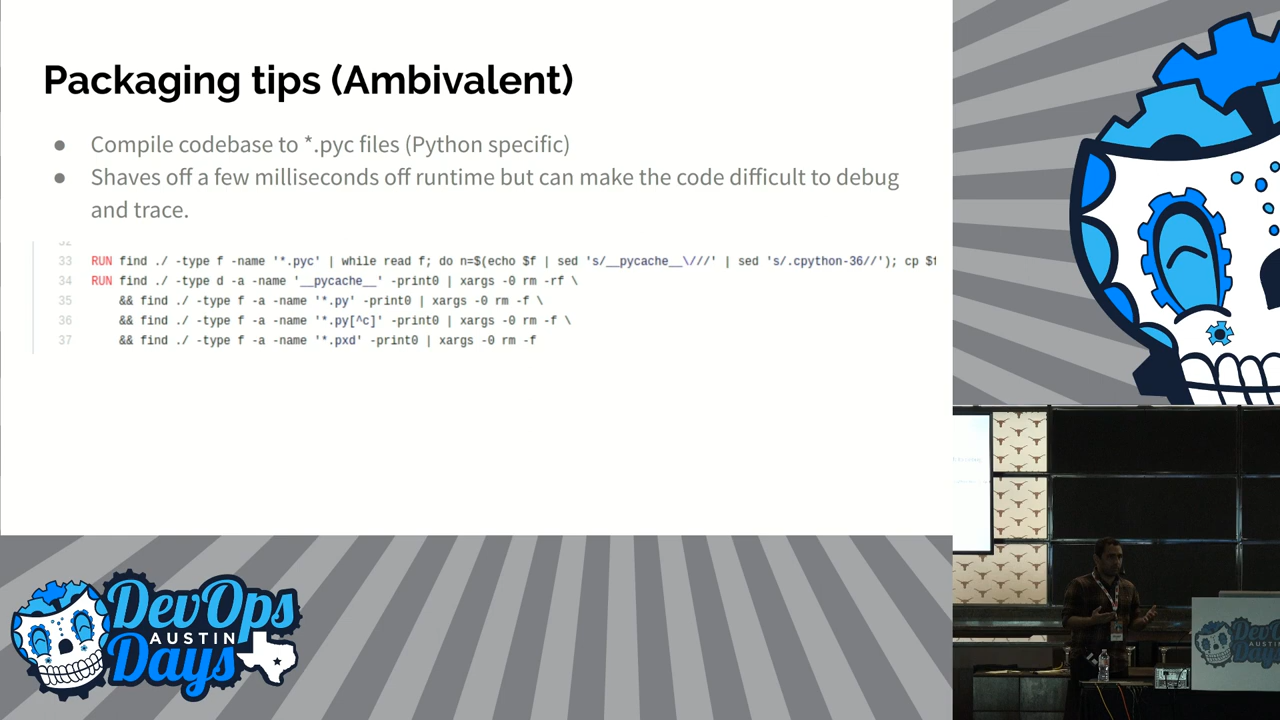 Packaging tips (Ambivalent)
● Compile codebase to *.pyc files (Python specific)
● Shaves off a few milliseconds off runtime but can make the code difficult to debug
and trace.
32
33 RUN find ./ -type f -name '*.pyc' | while read f; do n=$(echo $f | sed 's/__pycache__\///' | sed 's/.cpython-36//'); cp $f
34 RUN find ./ -type d -a -name '__pycache__' -print0 | xargs -0 rm -rf \
35 && find ./ -type f -a -name '*.py' -print0 | xargs -0 rm -f \
36 && find ./ -type f -a -name '*.py[^c]' -print0 | xargs -0 rm -f \
37 && find ./ -type f -a -name '*.pxd' -print0 | xargs -0 rm -f
DevOps
AUSTIN
Days
DevO
AUSTI
Da